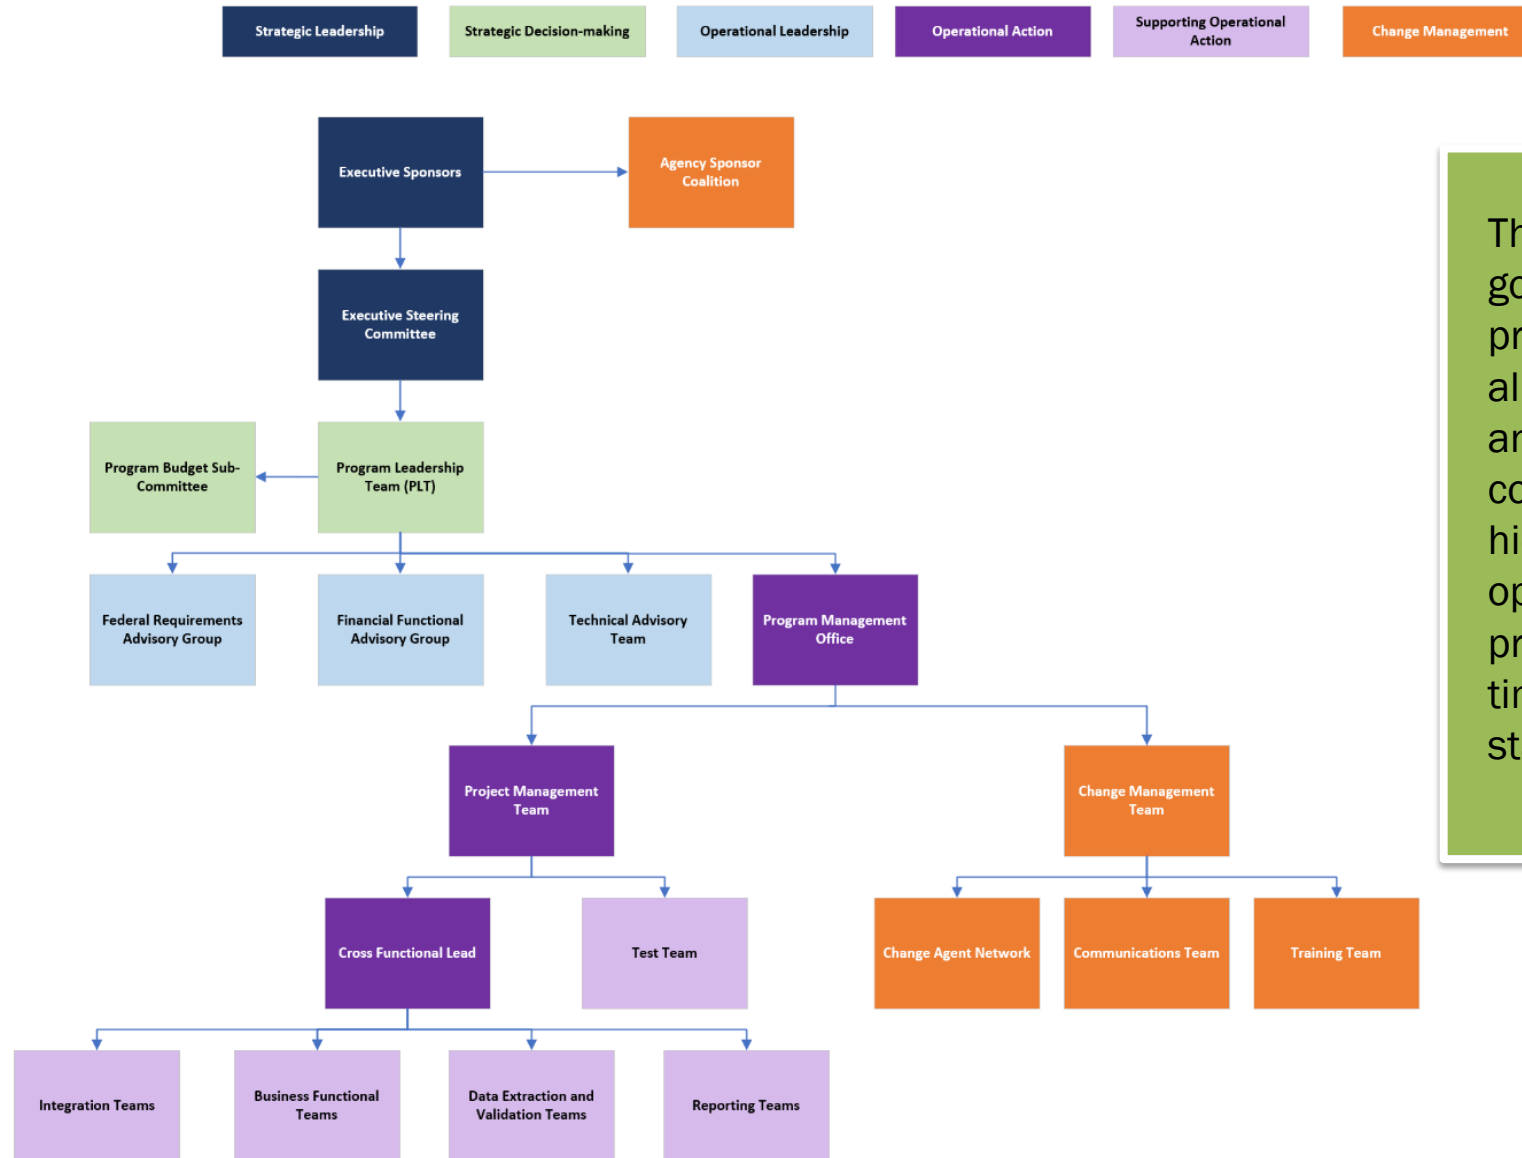 Strategic Leadership
Strategic Decision-making
Operational Leadership
Operational Action
Supporting Operational
Action
Change Management
Executive Sponsors
Agency Sponsor
Coalition
Executive Steering
Committee
Program Budget Sub-
Committee
Program Leadership
Team (PLT)
Federal Requirements
Advisory Group
Financial Functional
Advisory Group
Technical Advisory
Team
Program Management
Office
Project Management
Team
Change Management
Team
Cross Functional Lead
Test Team
Change Agent Network
Communications Team
Training Team
Integration Teams
Business Functional
Teams
Data Extraction and
Validation Teams
Reporting Teams